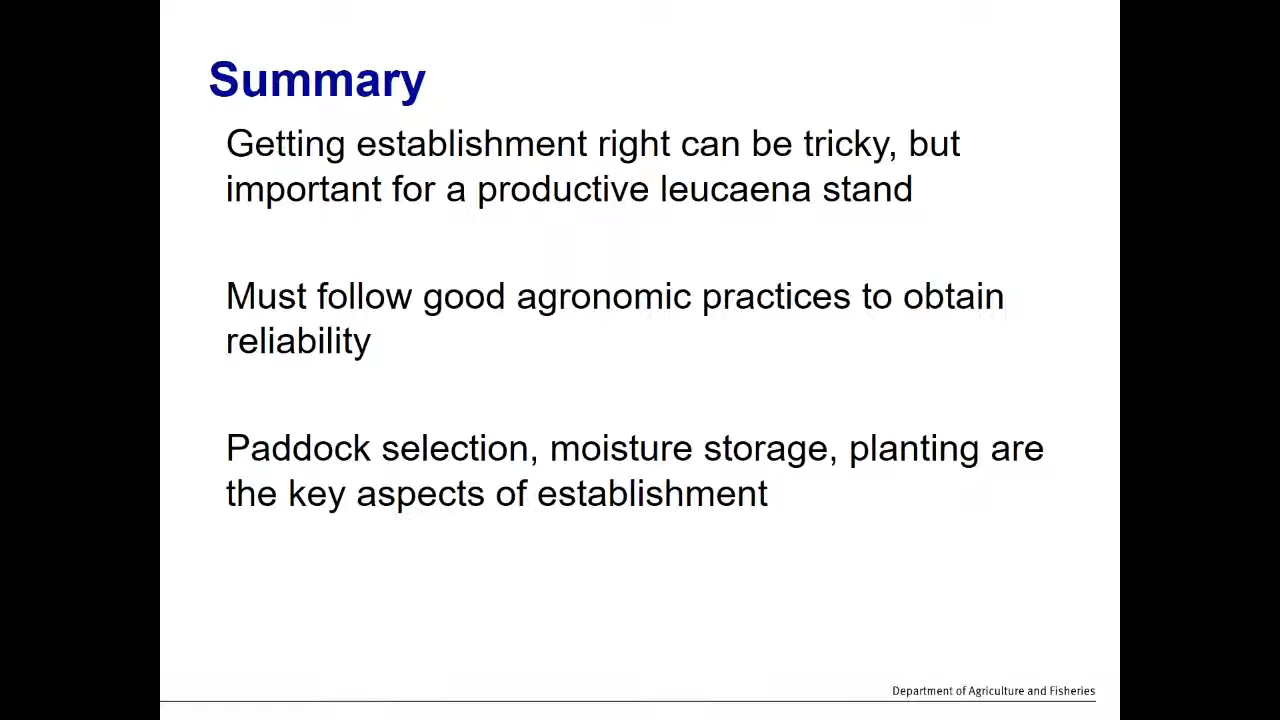 Summary
Getting establishment right can be tricky, but
important for a productive leucaena stand
Must follow good agronomic practices to obtain
reliability
Paddock selection, moisture storage, planting are
the key aspects of establishment
Department of Agriculture and Fisheries